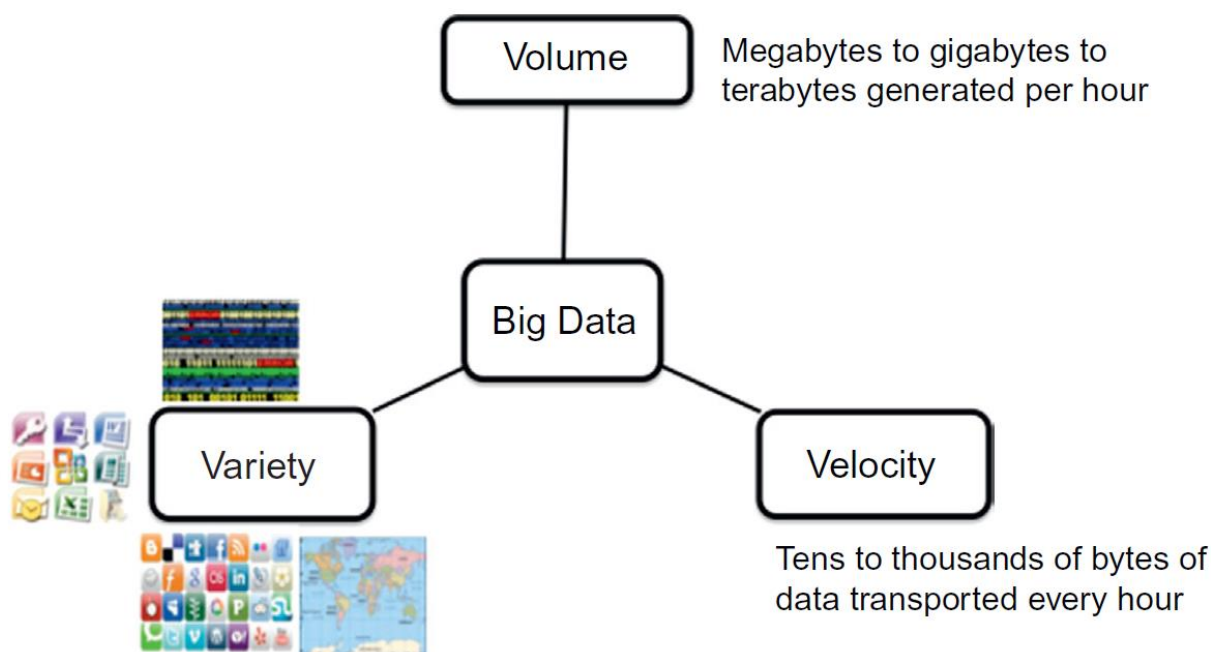 Volume
Megabytes to gigabytes to
terabytes generated per hour
Big Data
Variety
Velocity
Tens to thousands of bytes of
data transported every hour